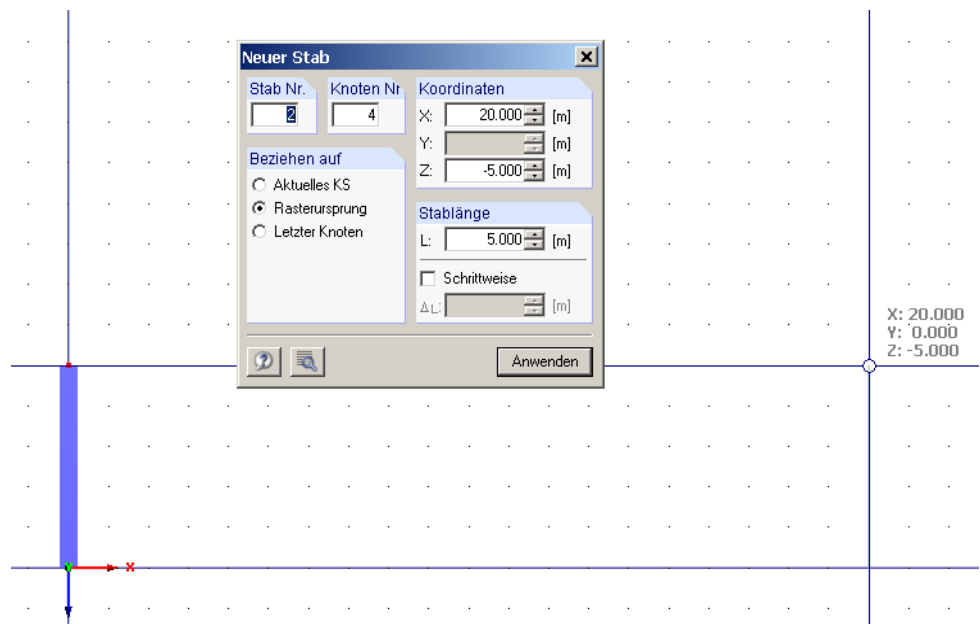 Neuer Stab
Stab Nr.
2
Knoten Nr
4
Beziehen auf
Aktuelles KS
Rasterursprung
Letzter Knoten
Koordinaten
X: 20.000 [m]
Y: [m]
Z: -5.000 [m]
Stablänge
L: 5.000 [m]
Schrittweise
ΔL: [m]
Anwenden
X: 20.000
Y: 0.000
Z: -5.000
X